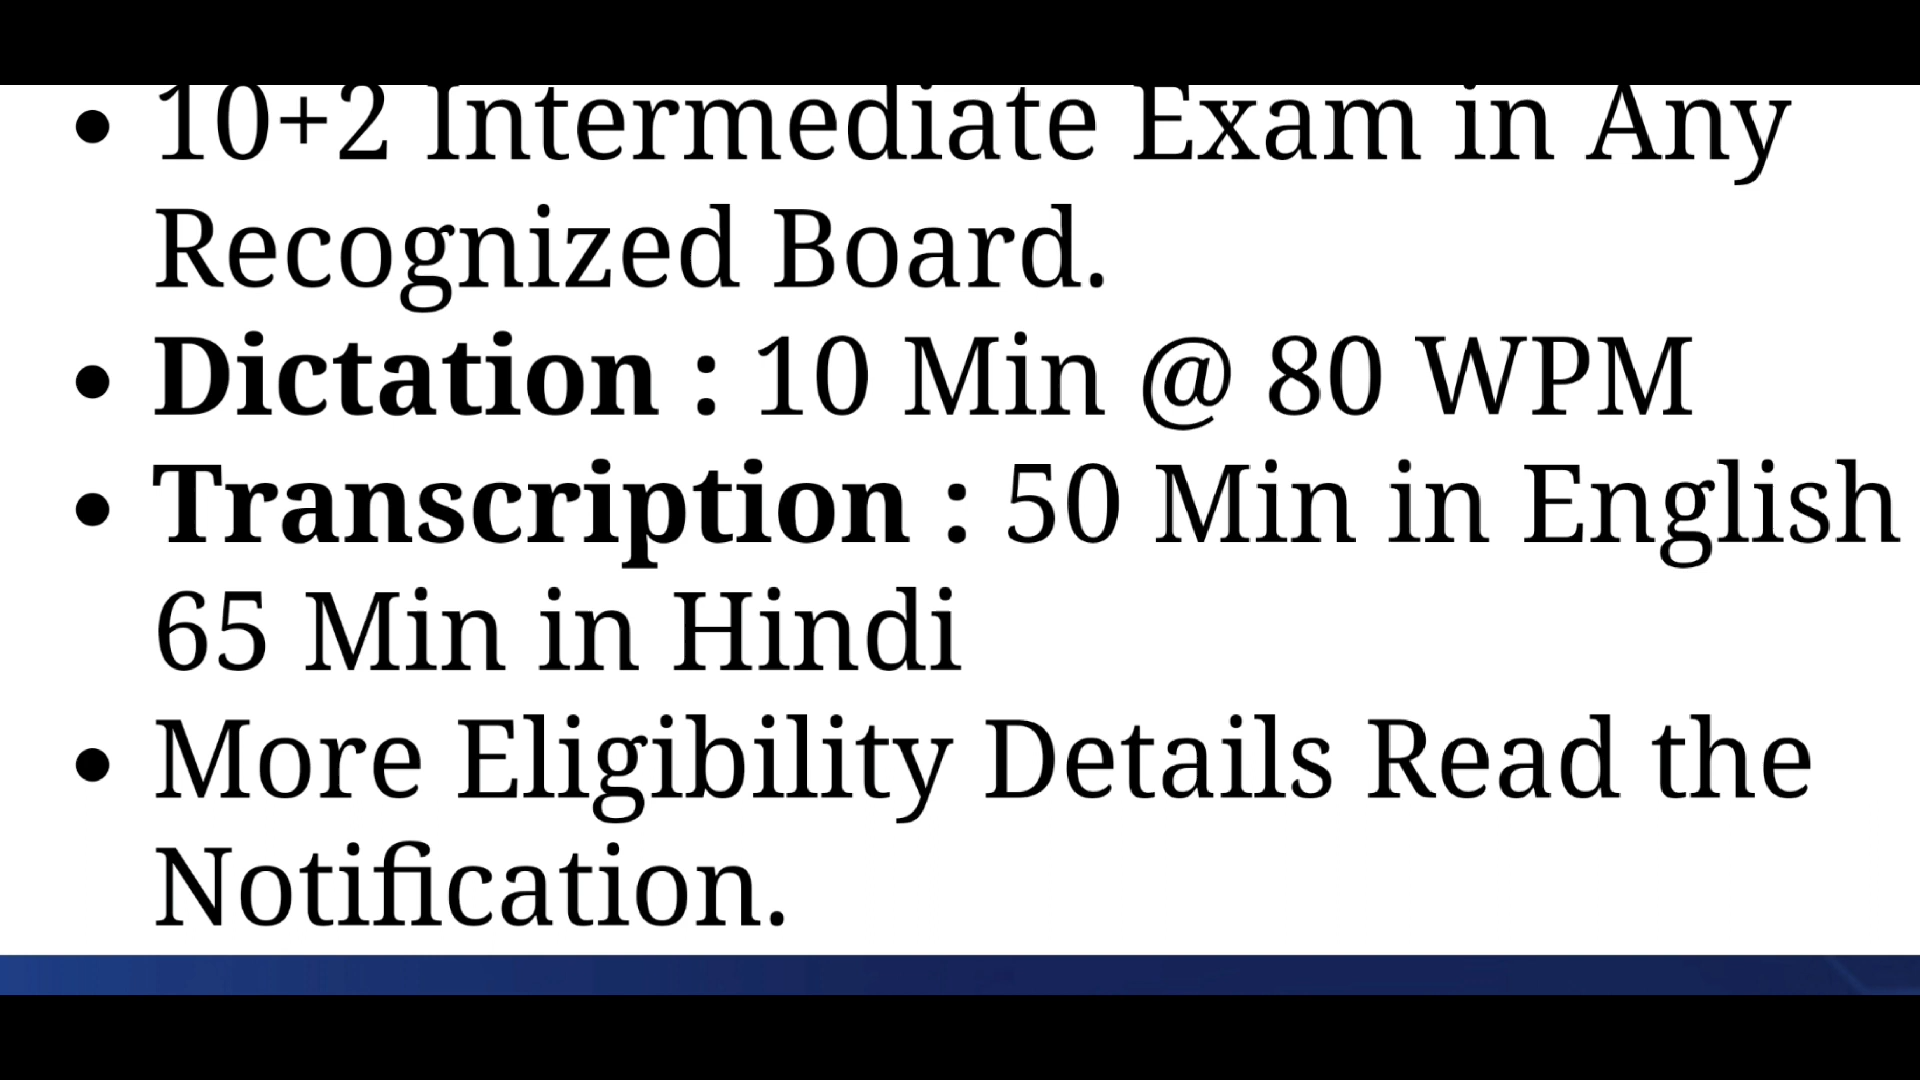 10+2 Intermediate Exam in Any
Recognized Board.
Dictation : 10 Min @ 80 WPM
Transcription : 50 Min in English
65 Min in Hindi
More Eligibility Details Read the
Notification.